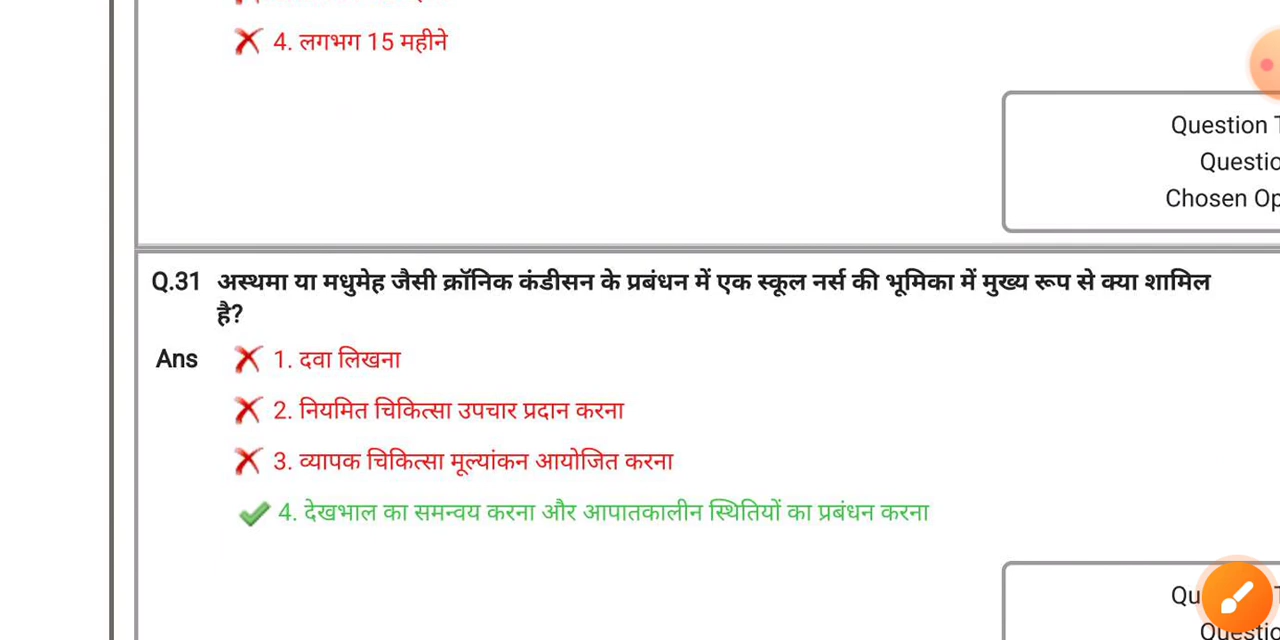 4. लगभग 15 महीने
Question
Questio
Chosen Op
Q.31 अस्थमा या मधुमेह जैसी क्रॉनिक कंडीसन के प्रबंधन में एक स्कूल नर्स की भूमिका में मुख्य रूप से क्या शामिल
है?
Ans 1. दवा लिखना
2. नियमित चिकित्सा उपचार प्रदान करना
3. व्यापक चिकित्सा मूल्यांकन आयोजित करना
4. देखभाल का समन्वय करना और आपातकालीन स्थितियों का प्रबंधन करना
Qu